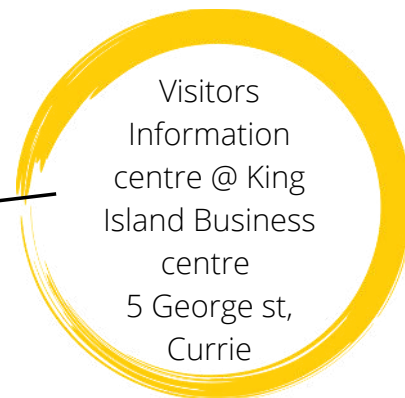 Visitors
Information
centre @ King
Island Business
centre
5 George st,
Currie